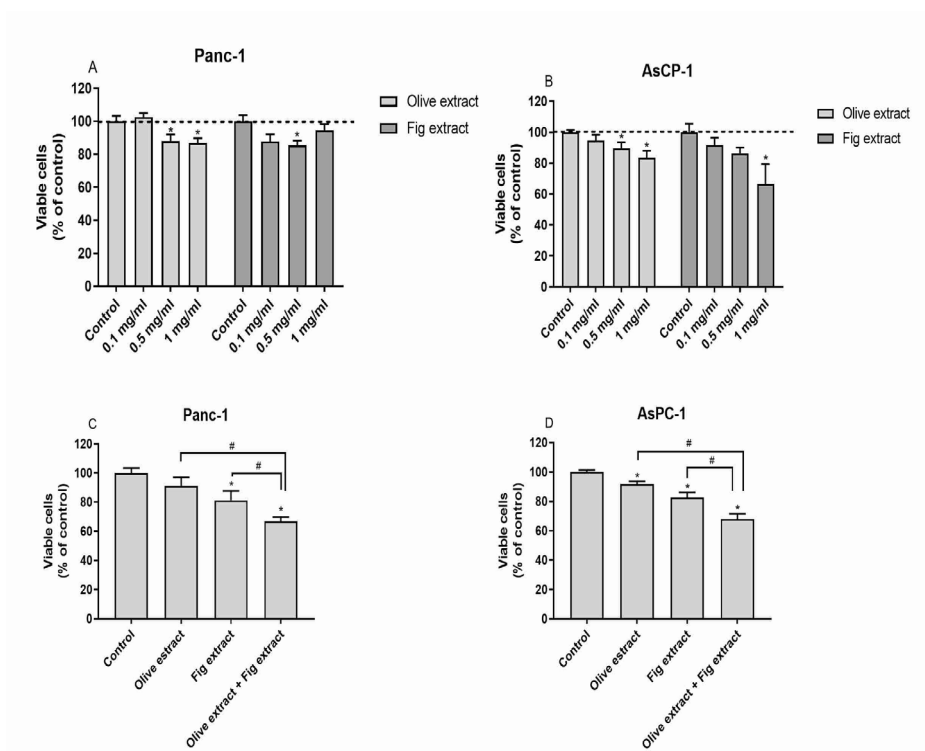 A
Panc-1
Viable cells
(% of control)
120
100
80
60
40
20
0
Control
0.1 mg/ml
0.5 mg/ml
1 mg/ml
Control
0.1 mg/ml
0.5 mg/ml
1 mg/ml
* * *
Olive extract
Fig extract
B
AsCP-1
Viable cells
(% of control)
120
100
80
60
40
20
0
Control
0.1 mg/ml
0.5 mg/ml
1 mg/ml
Control
0.1 mg/ml
0.5 mg/ml
1 mg/ml
* * *
Olive extract
Fig extract
C
Panc-1
Viable cells
(% of control)
120
100
80
60
40
20
0
#
#
* *
Control
Olive estract
Fig extract
Olive extract + Fig extract
D
AsPC-1
Viable cells
(% of control)
120
100
80
60
40
20
0
#
#
* * *
Control
Olive extract
Fig extract
Olive extract + Fig extract